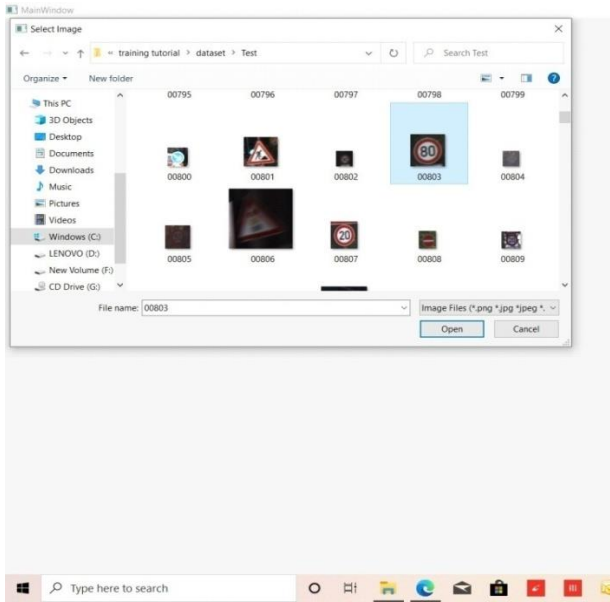 MainWindow
Select Image
« training tutorial > dataset > Test
Search Test
Organize
New folder
This PC
3D Objects
Desktop
Documents
Downloads
Music
Pictures
Videos
Windows (C:)
LENOVO (D:)
New Volume (F:)
CD Drive (G:)
00795 00796 00797 00798 00799
80
00800 00801 00802 00803 00804
20
00805 00806 00807 00808 00809
File name: 00803
Image Files (*.png *.jpg *jpeg *.
Open Cancel
Type here to search